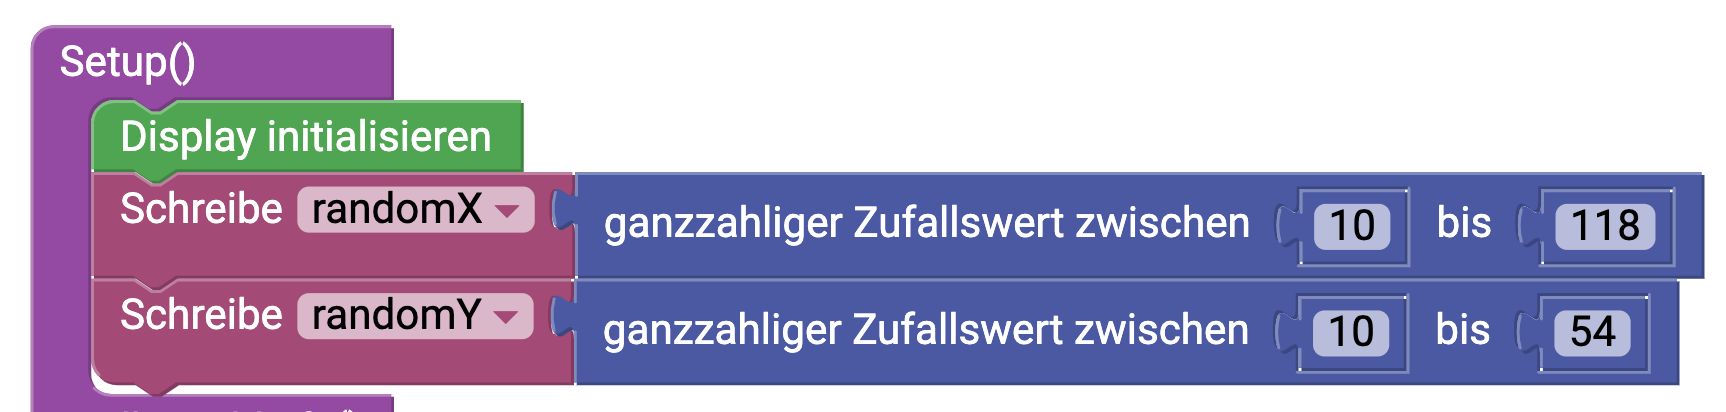 Setup()
Display initialisieren
Schreibe randomX ganzzahliger Zufallswert zwischen 10 bis 118
Schreibe randomY ganzzahliger Zufallswert zwischen 10 bis 54